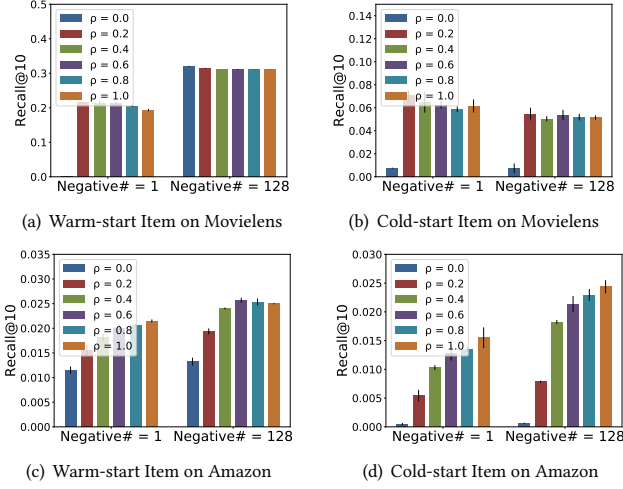 0.5
0.4
0.3
0.2
0.1
0.0
Recall@10
ρ = 0.0
ρ = 0.2
ρ = 0.4
ρ = 0.6
ρ = 0.8
ρ = 1.0
Negative# = 1 Negative# = 128
(a) Warm-start Item on Movielens
0.14
0.12
0.10
0.08
0.06
0.04
0.02
0.00
Recall@10
ρ = 0.0
ρ = 0.2
ρ = 0.4
ρ = 0.6
ρ = 0.8
ρ = 1.0
Negative# = 1 Negative# = 128
(b) Cold-start Item on Movielens
0.035
0.030
0.025
0.020
0.015
0.010
0.005
0.000
Recall@10
ρ = 0.0
ρ = 0.2
ρ = 0.4
ρ = 0.6
ρ = 0.8
ρ = 1.0
Negative# = 1 Negative# = 128
(c) Warm-start Item on Amazon
0.030
0.025
0.020
0.015
0.010
0.005
0.000
Recall@10
ρ = 0.0
ρ = 0.2
ρ = 0.4
ρ = 0.6
ρ = 0.8
ρ = 1.0
Negative# = 1 Negative# = 128
(d) Cold-start Item on Amazon